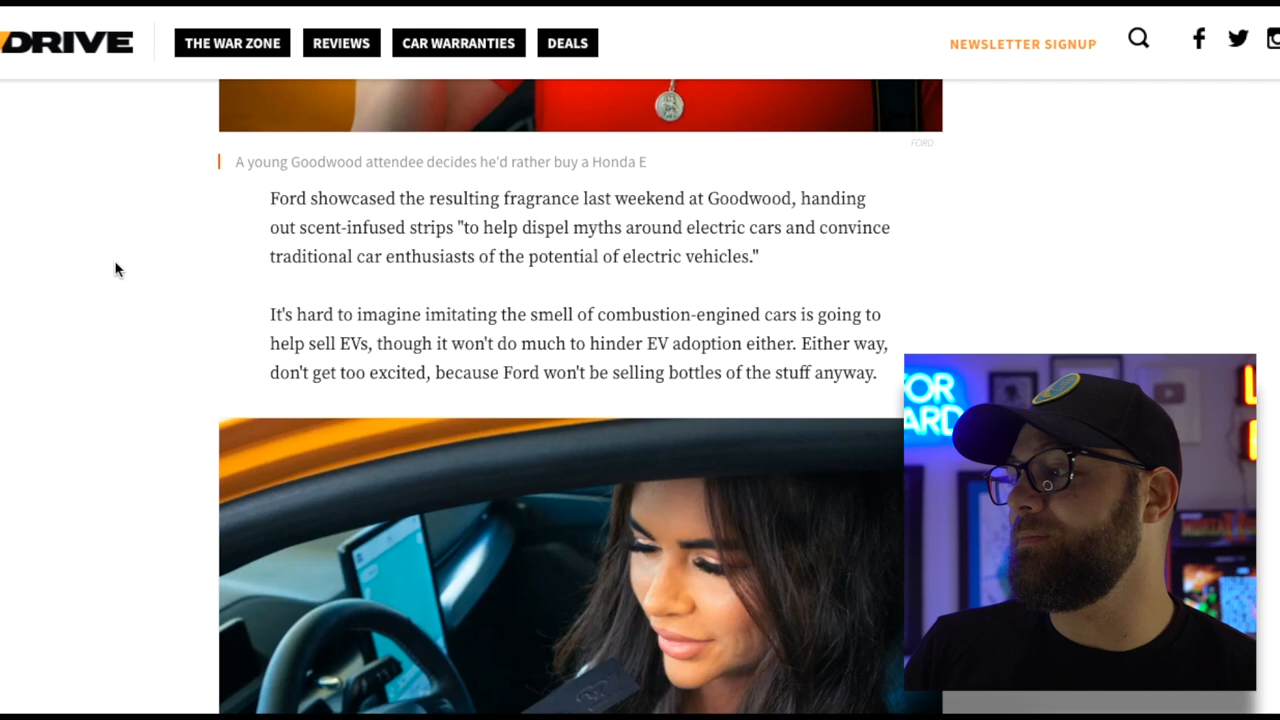 DRIVE
THE WAR ZONE
REVIEWS
CAR WARRANTIES
DEALS
NEWSLETTER SIGNUP
FORD
A young Goodwood attendee decides he'd rather buy a Honda E
Ford showcased the resulting fragrance last weekend at Goodwood, handing
out scent-infused strips "to help dispel myths around electric cars and convince
traditional car enthusiasts of the potential of electric vehicles."
It's hard to imagine imitating the smell of combustion-engined cars is going to
help sell EVs, though it won't do much to hinder EV adoption either. Either way,
don't get too excited, because Ford won't be selling bottles of the stuff anyway.
OR
ARD